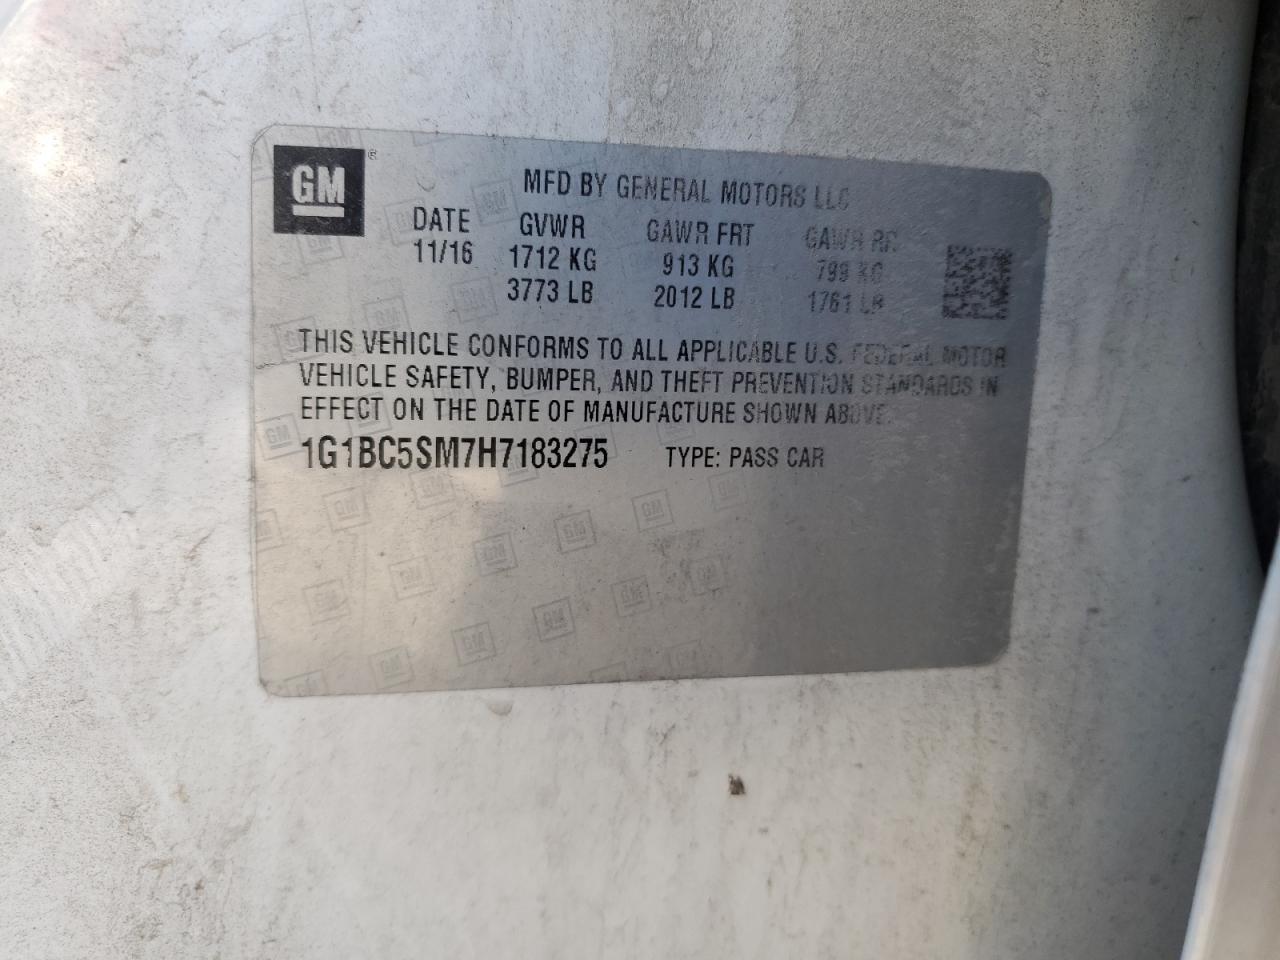 GM
MFD BY GENERAL MOTORS LLC
DATE GVWR GAWR FRT GAWR RR
11/16 1712 KG 913 KG 799 KG
3773 LB 2012 LB 1761 LB
THIS VEHICLE CONFORMS TO ALL APPLICABLE U.S. FEDERAL MOTOR
VEHICLE SAFETY, BUMPER, AND THEFT PREVENTION STANDARDS IN
EFFECT ON THE DATE OF MANUFACTURE SHOWN ABOVE.
1G1BC5SM7H7183275 TYPE: PASS CAR